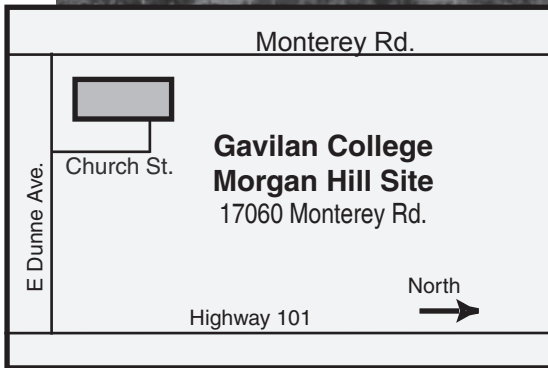 Monterey Rd.
E Dunne Ave.
Church St.
Gavilan College
Morgan Hill Site
17060 Monterey Rd.
North
Highway 101